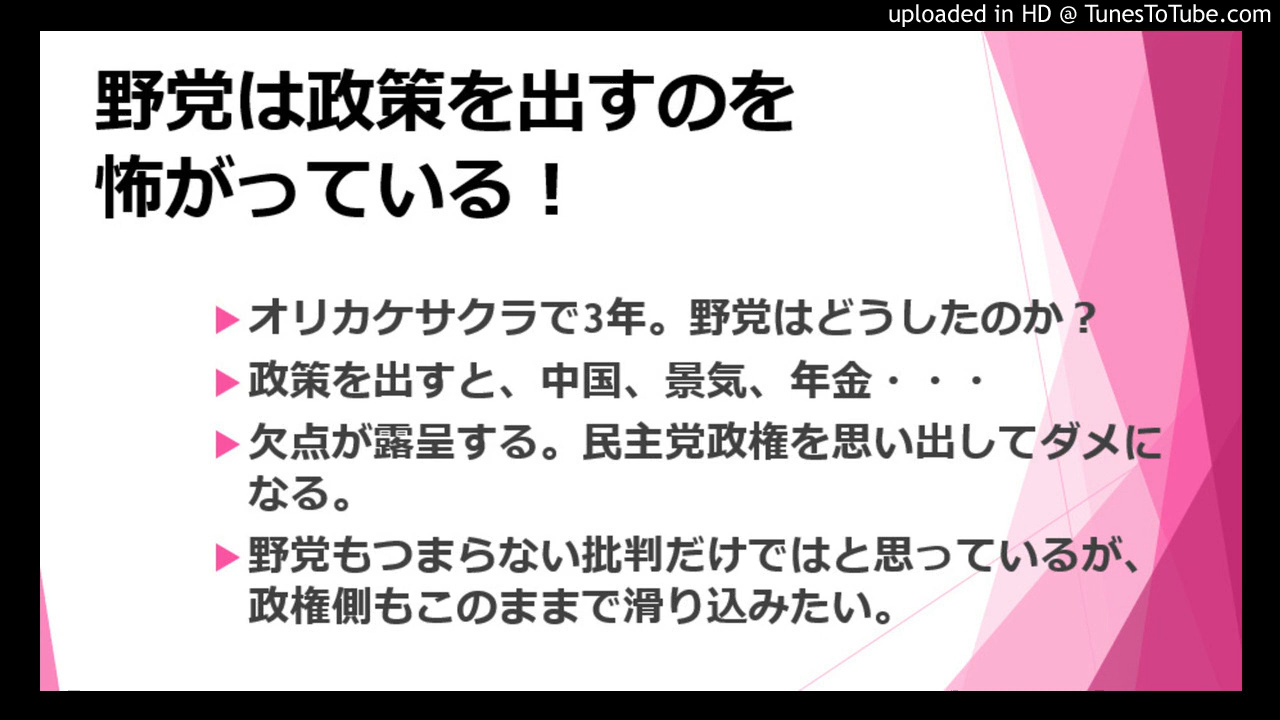 uploaded in HD @ TunesToTube.com
野党は政策を出すのを
怖がっている！
オリカケサクラで3年。野党はどうしたのか？
政策を出すと、中国、景気、年金・・・
欠点が露呈する。民主党政権を思い出してダメに
なる。
野党もつまらない批判だけではと思っているが、
政権側もこのままで滑り込みたい。